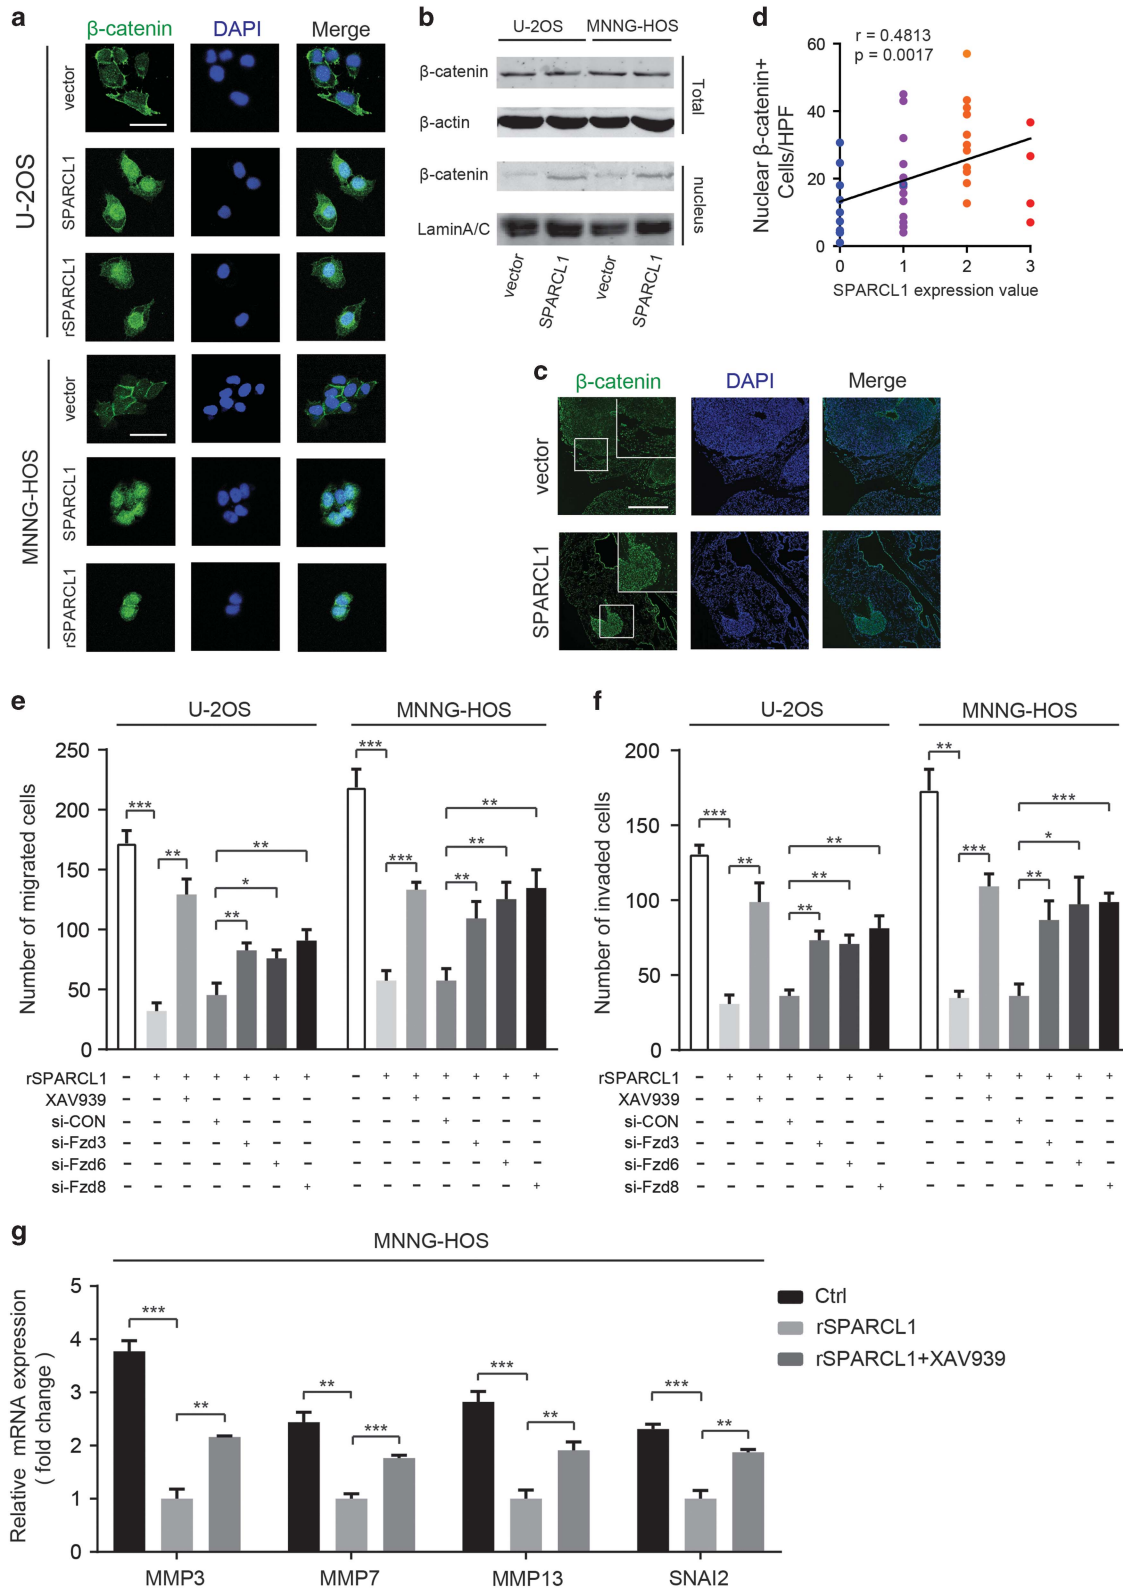 a
β-catenin DAPI Merge
U-2OS
vector
SPARCL1
rSPARCL1
MNNG-HOS
vector
SPARCL1
rSPARCL1
b
U-2OS MNNG-HOS
β-catenin
β-actin
Total
β-catenin
LaminA/C
nucleus
vector SPARCL1 vector SPARCL1
c
β-catenin DAPI Merge
vector
SPARCL1
d
r = 0.4813
p = 0.0017
Nuclear β-catenin+
Cells/HPF
60
40
20
0
0 1 2 3
SPARCL1 expression value
e
U-2OS MNNG-HOS
Number of migrated cells
250
200
150
100
50
0
*** ** ** * ** *** *** ** ** **
rSPARCL1 – + + + + + + – + + + + + +
XAV939 – – + – – – – – – + – – – –
si-CON – – – + – – – – – – + – – –
si-Fzd3 – – – – + – – – – – – + – –
si-Fzd6 – – – – – + – – – – – – + –
si-Fzd8 – – – – – – + – – – – – – +
f
U-2OS MNNG-HOS
Number of invaded cells
200
150
100
50
0
*** ** ** ** ** ** *** ** * ***
rSPARCL1 – + + + + + + – + + + + + +
XAV939 – – + – – – – – – + – – – –
si-CON – – – + – – – – – – + – – –
si-Fzd3 – – – – + – – – – – – + – –
si-Fzd6 – – – – – + – – – – – – + –
si-Fzd8 – – – – – – + – – – – – – +
g
MNNG-HOS
Relative mRNA expression
( fold change )
5
4
3
2
1
0
*** ** ** *** *** ** *** **
MMP3 MMP7 MMP13 SNAI2
Ctrl
rSPARCL1
rSPARCL1+XAV939